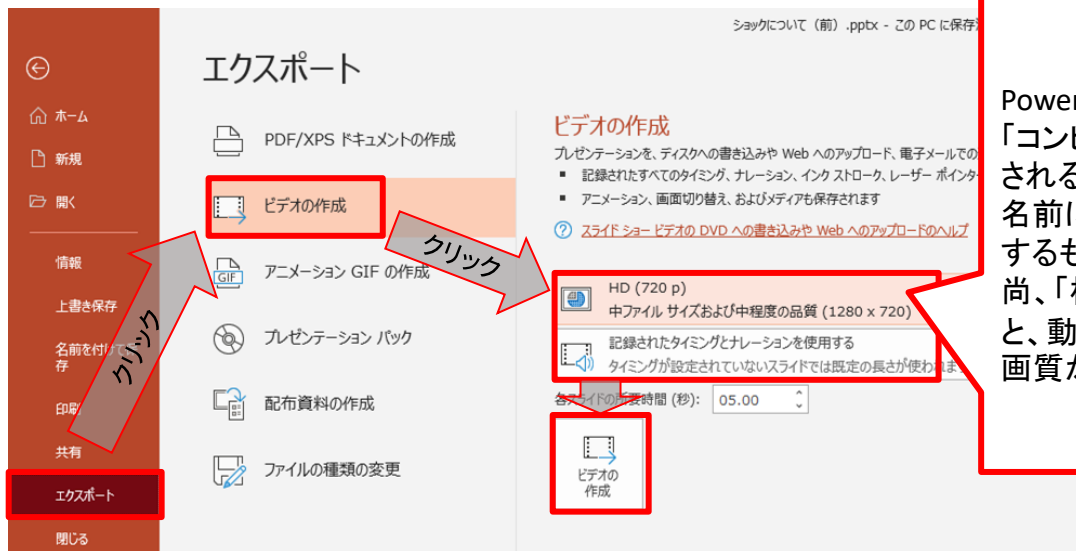 ショックについて（前）.pptx - この PC に保存
エクスポート
ホーム
新規
開く
情報
上書き保存
名前を付けて
存
印刷
共有
エクスポート
閉じる
クリック
PDF/XPS ドキュメントの作成
ビデオの作成
アニメーション GIF の作成
プレゼンテーション パック
配布資料の作成
ファイルの種類の変更
クリック
ビデオの作成
プレゼンテーションを、ディスクへの書き込みや Web へのアップロード、電子メールでの
■ 記録されたすべてのタイミング、ナレーション、インク ストローク、レーザー ポインタ
■ アニメーション、画面切り替え、およびメディアも保存されます
? スライド ショー ビデオの DVD への書き込みや Web へのアップロードのヘルプ
HD (720 p)
中ファイル サイズおよび中程度の品質 (1280 x 720)
記録されたタイミングとナレーションを使用する
タイミングが設定されていないスライドでは既定の長さが使われます
各スライドの所要時間 (秒): 05.00
ビデオの
作成
Power
「コンピ
される
名前に
するも
尚、「
と、動
画質が